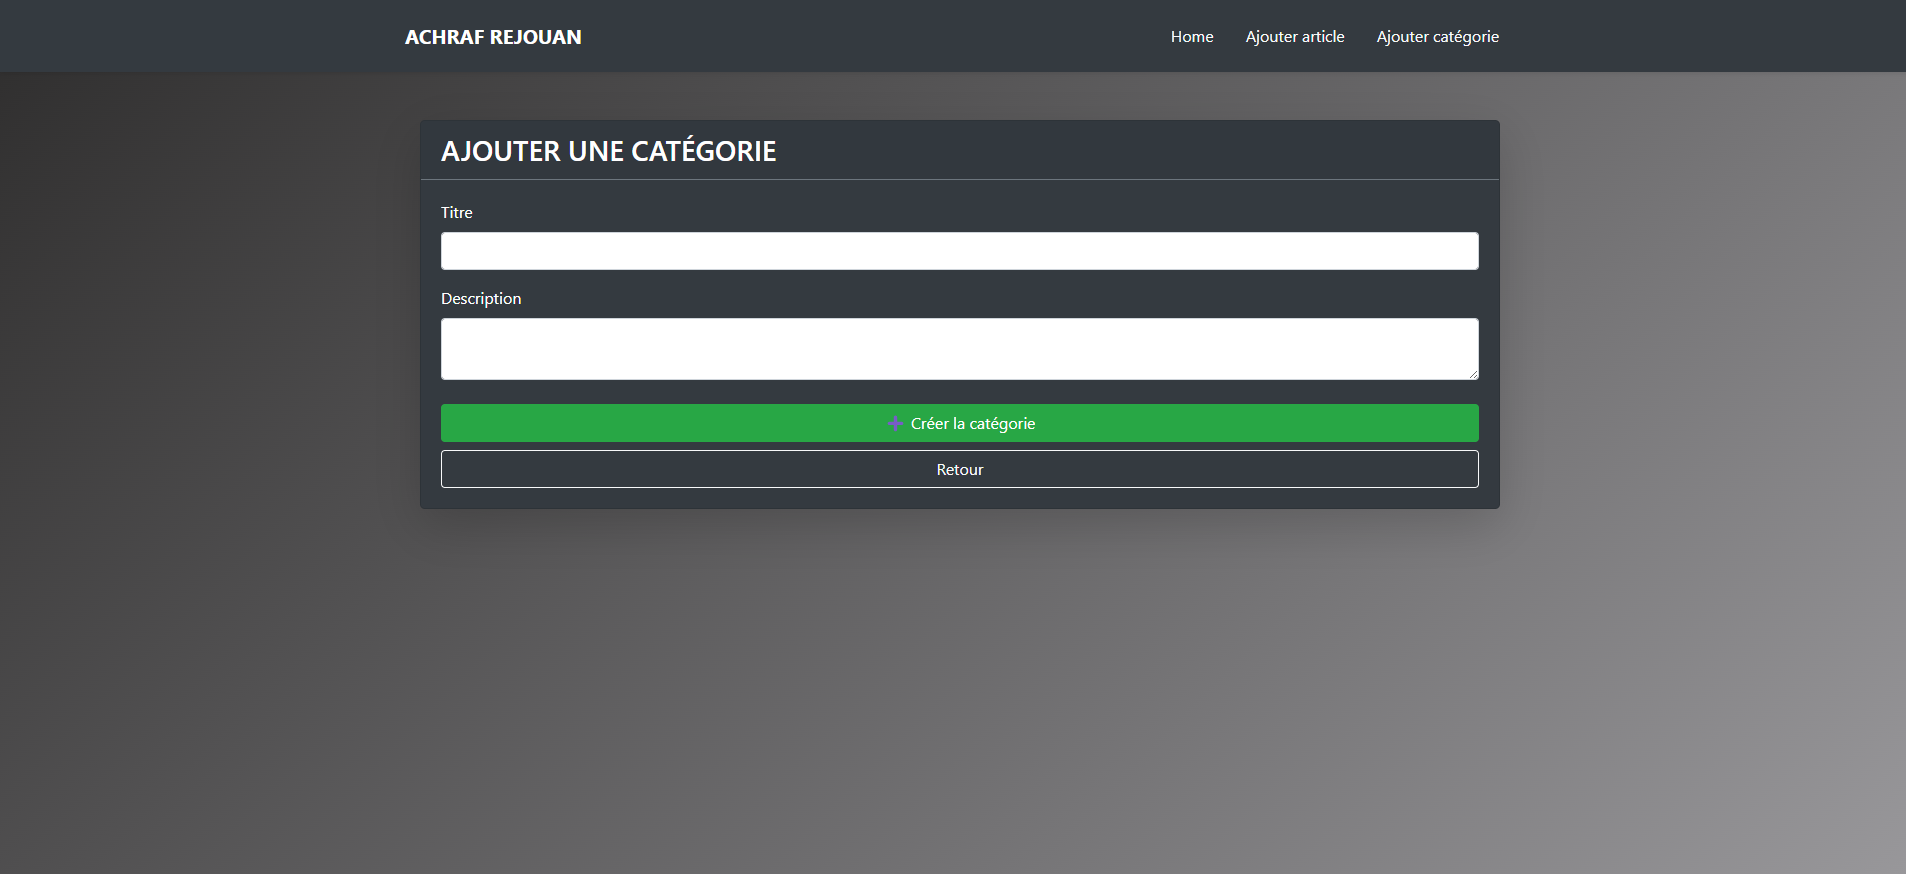 ACHRAF REJOUAN
Home Ajouter article Ajouter catégorie
AJOUTER UNE CATÉGORIE
Titre
Description
➕ Créer la catégorie
Retour